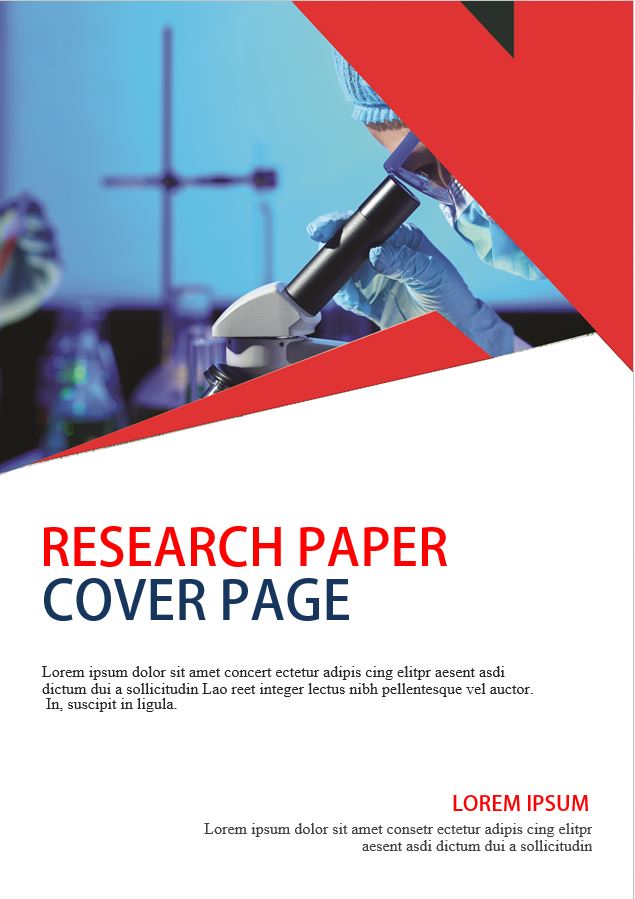 RESEARCH PAPER
COVER PAGE
Lorem ipsum dolor sit amet concert ectetur adipis cing elitpr aesent asdi
dictum dui a sollicitudin Lao reet integer lectus nibh pellentesque vel auctor.
In, suscipit in ligula.
LOREM IPSUM
Lorem ipsum dolor sit amet consetr ectetur adipis cing elitpr
aesent asdi dictum dui a sollicitudin